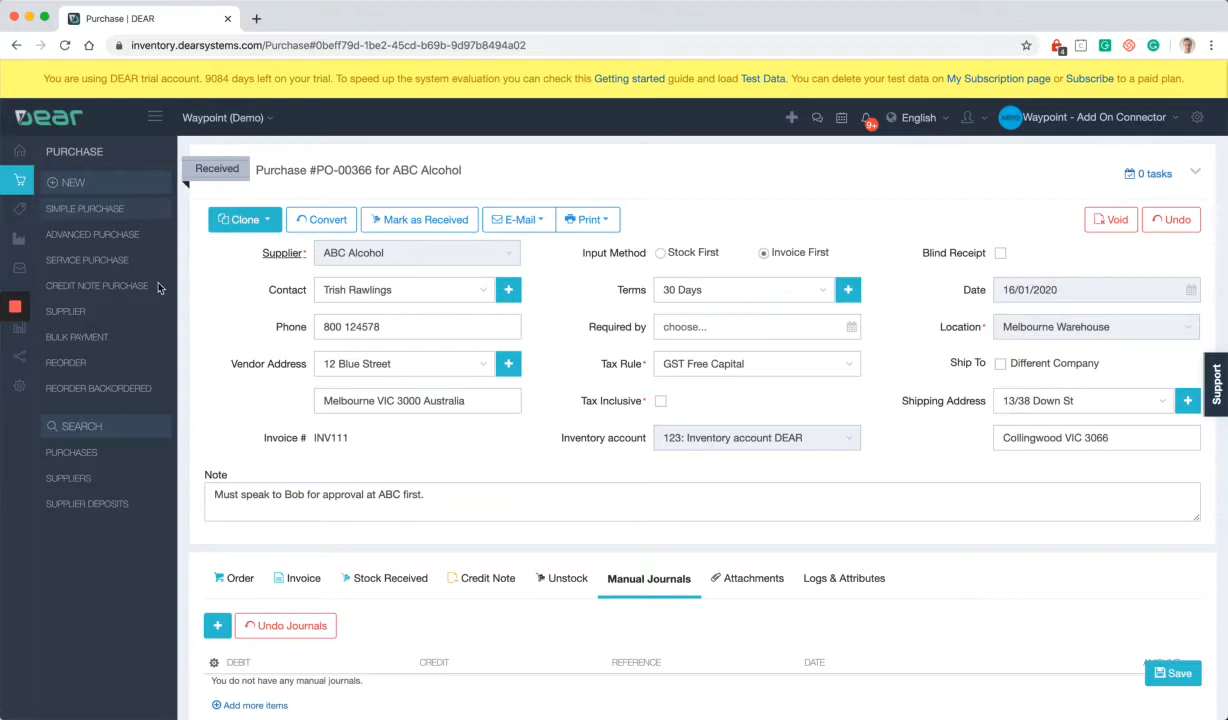 Purchase | DEAR
inventory.dearsystems.com/Purchase#0beff79d-1be2-45cd-b69b-9d97b8494a02
4
You are using DEAR trial account. 9084 days left on your trial. To speed up the system evaluation you can check this Getting started guide and load Test Data. You can delete your test data on My Subscription page or Subscribe to a paid plan.
DEAR
Waypoint (Demo)
9+
English
xero
Waypoint - Add On Connector
PURCHASE
NEW
SIMPLE PURCHASE
ADVANCED PURCHASE
SERVICE PURCHASE
CREDIT NOTE PURCHASE
SUPPLIER
BULK PAYMENT
REORDER
REORDER BACKORDERED
SEARCH
PURCHASES
SUPPLIERS
SUPPLIER DEPOSITS
Received
Purchase #PO-00366 for ABC Alcohol
0 tasks
Clone
Convert
Mark as Received
E-Mail
Print
Void
Undo
Supplier* ABC Alcohol
Input Method Stock First Invoice First
Blind Receipt
Contact Trish Rawlings
Terms 30 Days
Date 16/01/2020
Phone 800 124578
Required by choose...
Location* Melbourne Warehouse
Vendor Address 12 Blue Street
Tax Rule* GST Free Capital
Ship To Different Company
Melbourne VIC 3000 Australia
Tax Inclusive*
Shipping Address 13/38 Down St
Invoice # INV111
Inventory account 123: Inventory account DEAR
Collingwood VIC 3066
Note
Must speak to Bob for approval at ABC first.
Support
Order
Invoice
Stock Received
Credit Note
Unstock
Manual Journals
Attachments
Logs & Attributes
Undo Journals
DEBIT CREDIT REFERENCE DATE
Save
You do not have any manual journals.
Add more items